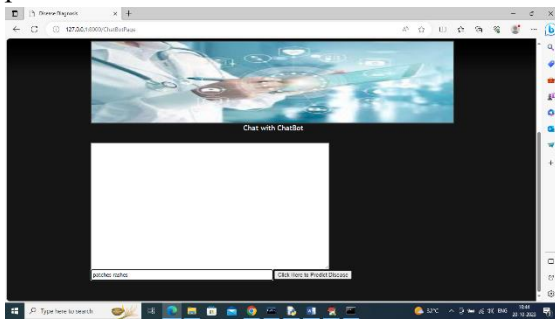 Disease Diagnosis
127.0.0.1:8000/ChatBotPage
Chat with ChatBot
patches rashes
Click Here to Predict Disease
Type here to search
ENG